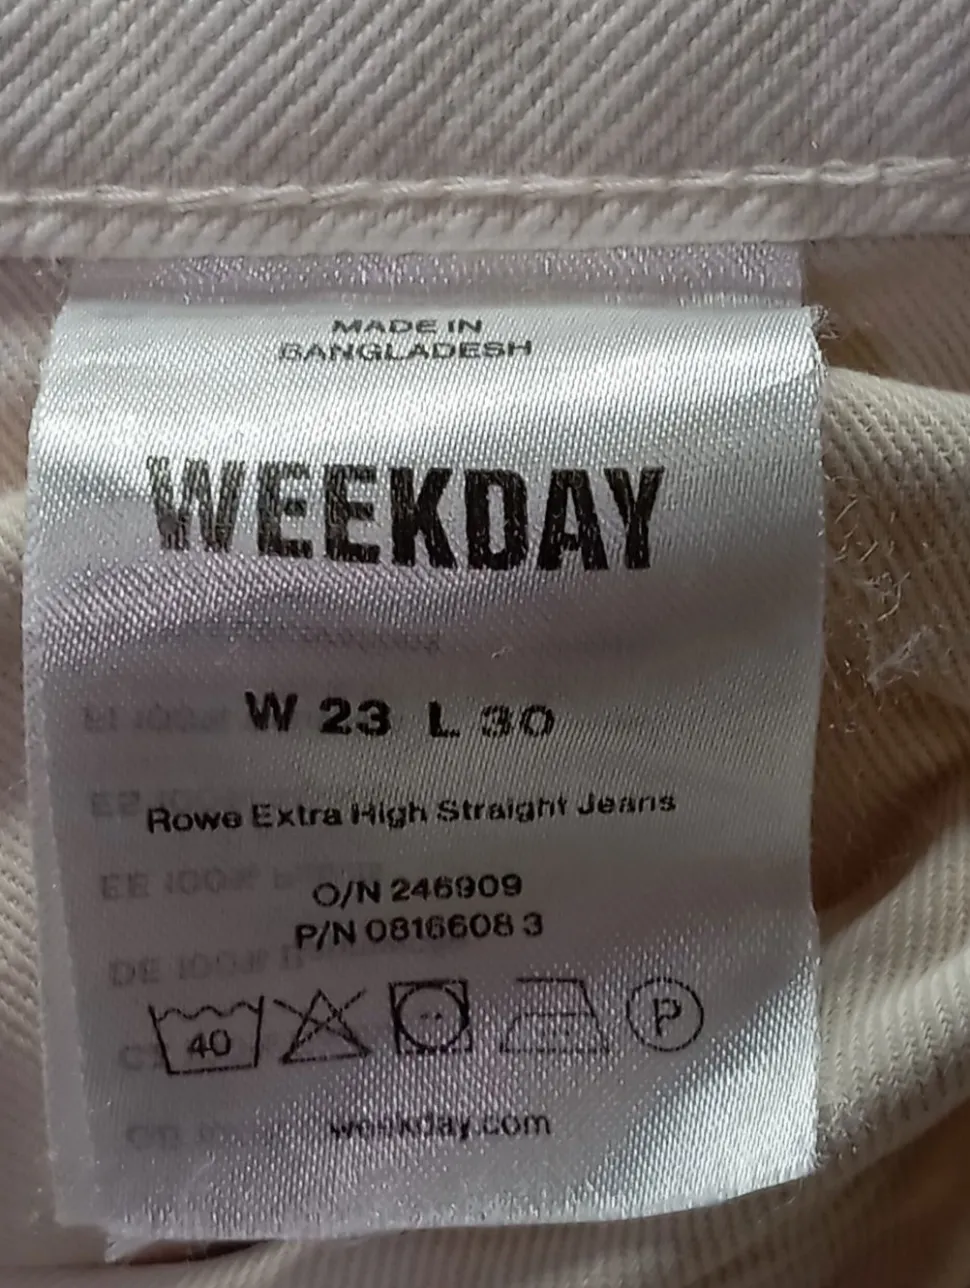 MADE IN
BANGLADESH
WEEKDAY
W 23 L 30
Rowe Extra High Straight Jeans
O/N 246909
P/N 0816608 3
40 P
weekday.com